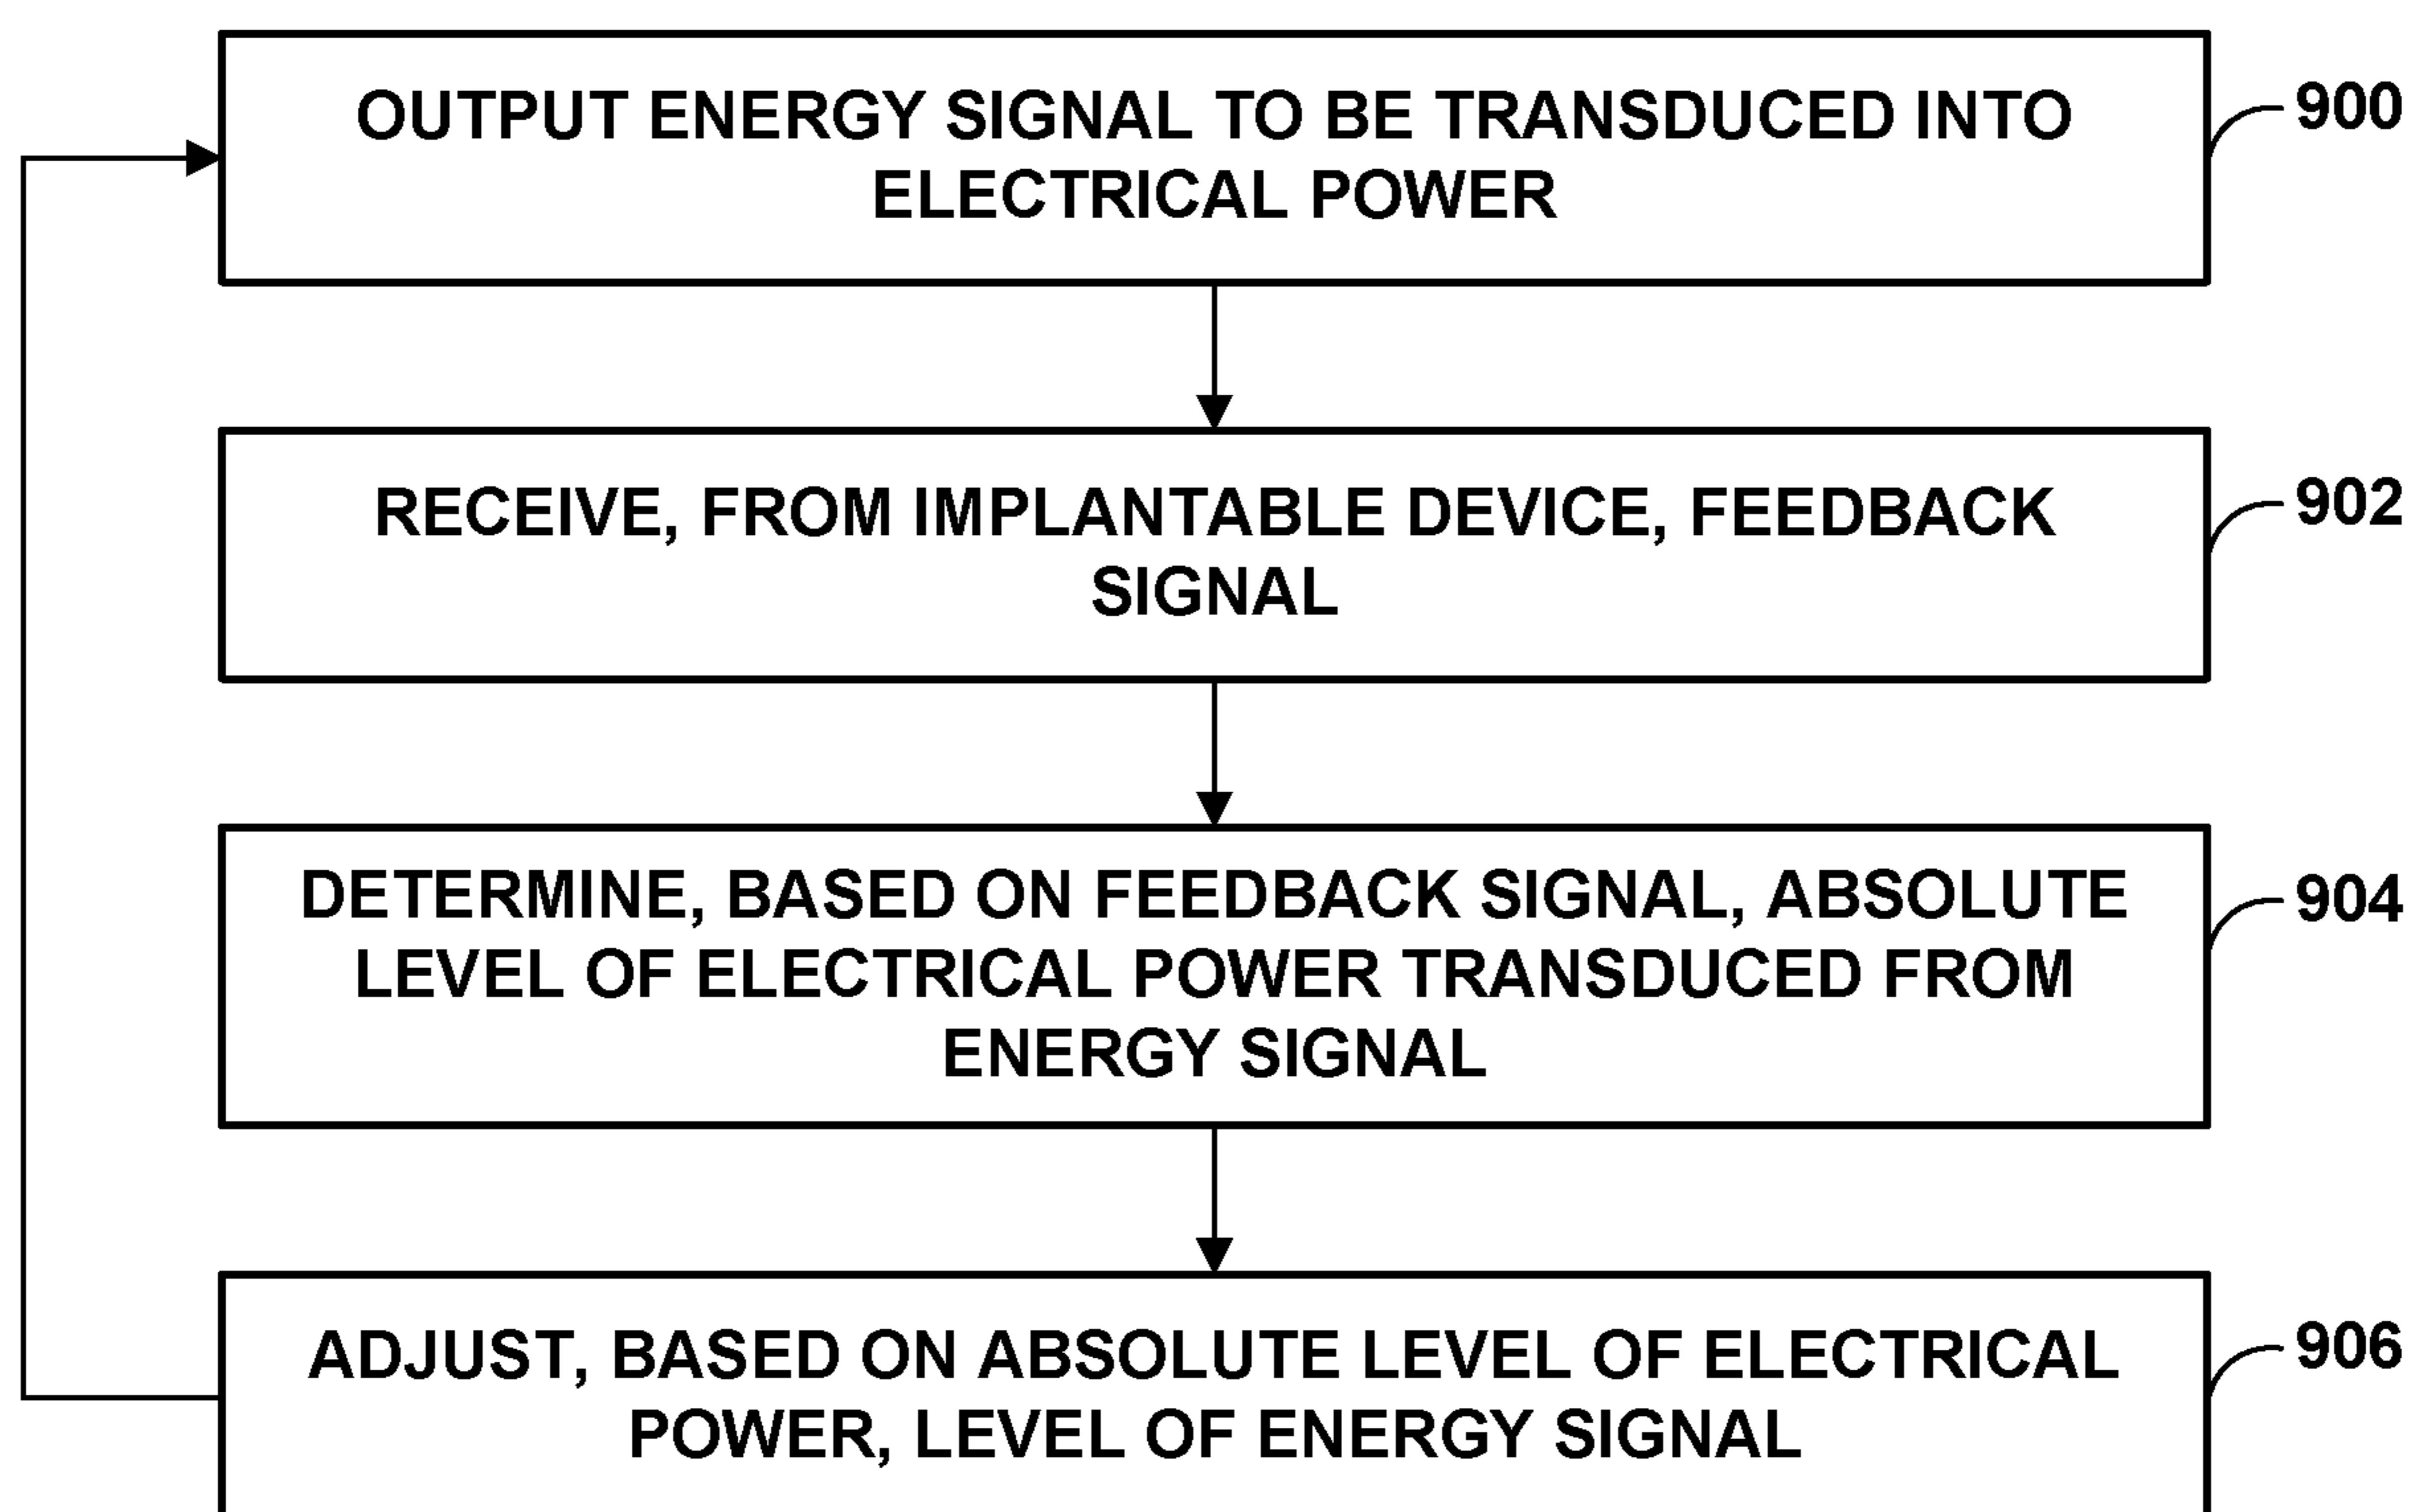 OUTPUT ENERGY SIGNAL TO BE TRANSDUCED INTO
ELECTRICAL POWER
900
RECEIVE, FROM IMPLANTABLE DEVICE, FEEDBACK
SIGNAL
902
DETERMINE, BASED ON FEEDBACK SIGNAL, ABSOLUTE
LEVEL OF ELECTRICAL POWER TRANSDUCED FROM
ENERGY SIGNAL
904
ADJUST, BASED ON ABSOLUTE LEVEL OF ELECTRICAL
POWER, LEVEL OF ENERGY SIGNAL
906